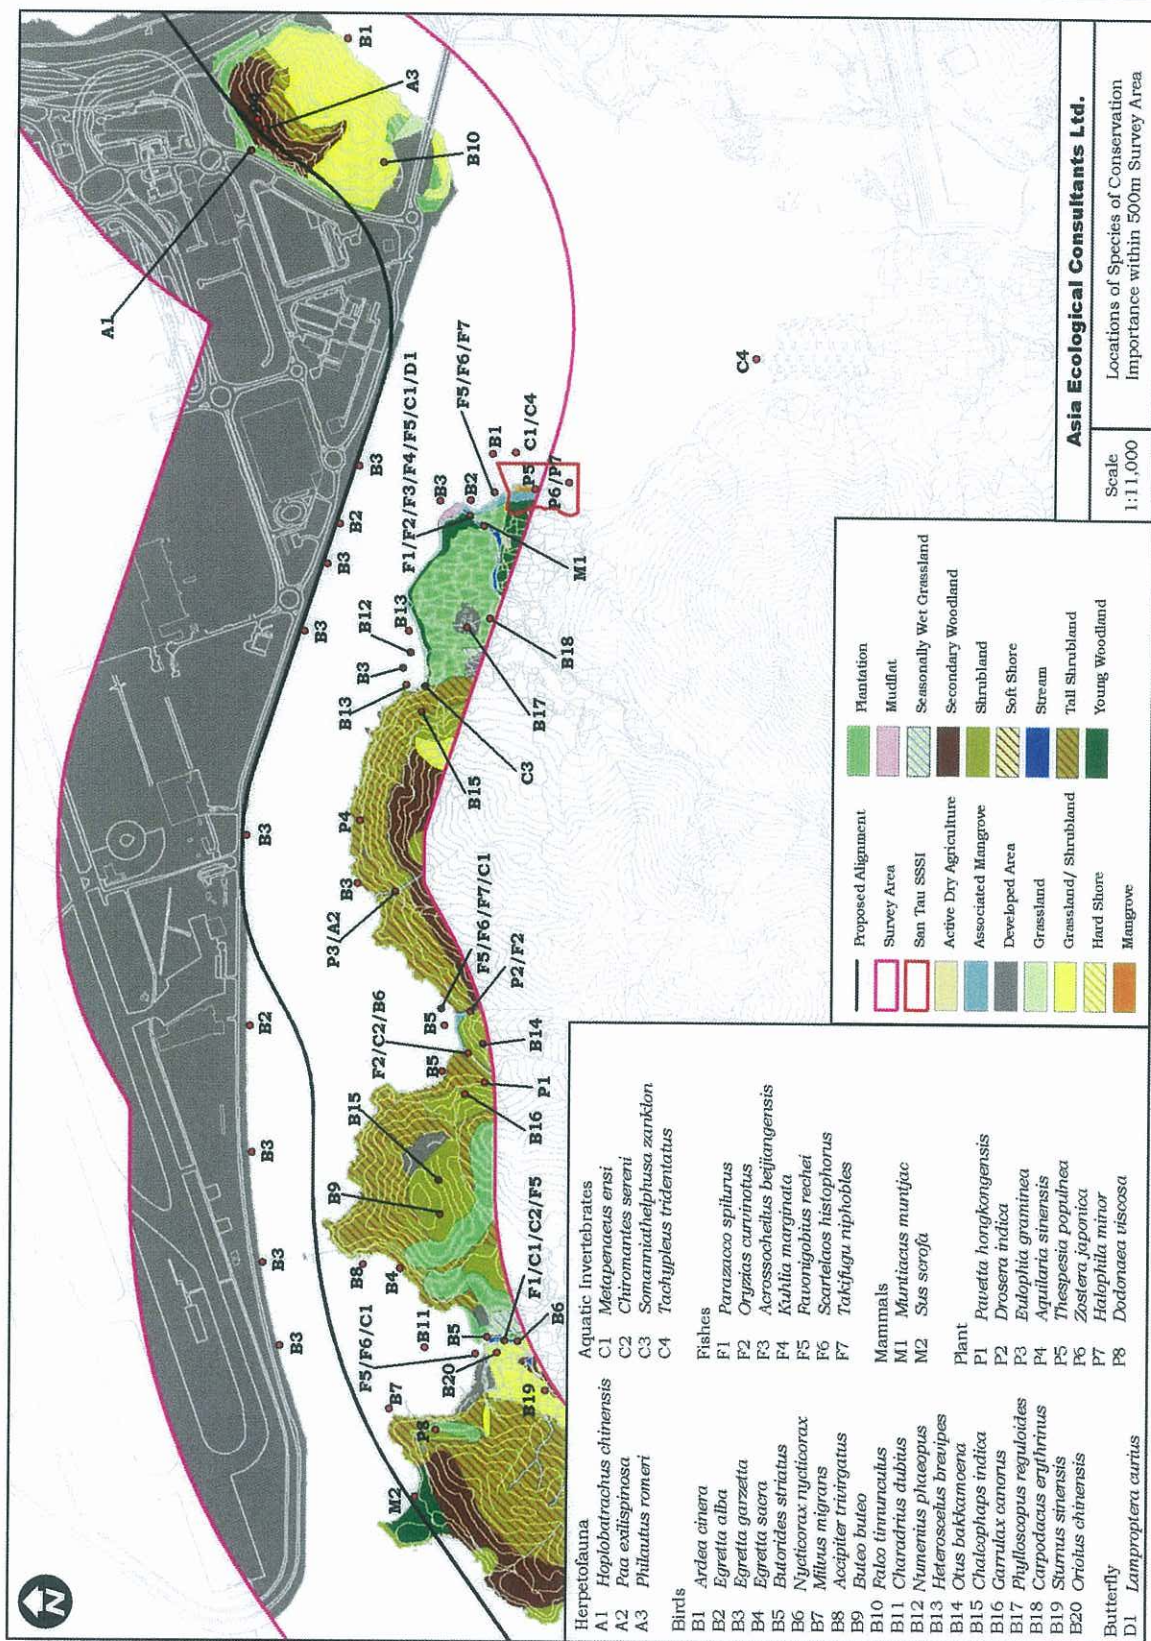 N
A1
A3
B1
B10
B3
B2
B3
B3
B3
B2
B3
B3
B3
F1/F2/F3/F4/F5/C1/D1
F5/F6/F7
B3
B2
B1
C1/C4
P5
P6/P7
C4
M1
B12
B13
B3
B13
B18
B17
C3
B15
P4
B3
P3/A2
F5/F6/F7/C1
P2/F2
B5
F2/C2/B6
B5
B14
P1
B16
B15
B9
B8
B4
B11
F5/F6/C1
B5
B20
F1/C1/C2/F5
B6
B19
B7
P8
M2
Herpetofauna
A1 Hoplobatrachus chinensis
A2 Paa exilispinosa
A3 Philautus romeri
Birds
B1 Ardea cinera
B2 Egretta alba
B3 Egretta garzetta
B4 Egretta sacra
B5 Butorides striatus
B6 Nycticorax nycticorax
B7 Milvus migrans
B8 Accipiter trivirgatus
B9 Buteo buteo
B10 Falco tinnunculus
B11 Charadrius dubius
B12 Numenius phaeopus
B13 Heteroscelus brevipes
B14 Otus bakkamoena
B15 Chalcophaps indica
B16 Garrulax canorus
B17 Phylloscopus reguloides
B18 Carpodacus erythrinus
B19 Sturnus sinensis
B20 Oriolus chinensis
Butterfly
D1 Lamproptera curius
Aquatic Invertebrates
C1 Metapenaeus ensi
C2 Chiromantes sereni
C3 Somanniathelphusa zanklon
C4 Tachypleus tridentatus
Fishes
F1 Parazacco spilurus
F2 Oryzias curvinotus
F3 Acrossocheilus beijiangensis
F4 Kuhlia marginata
F5 Pavonigobius rechei
F6 Scartelaos histophorus
F7 Takifugu niphobles
Mammals
M1 Muntiacus muntjac
M2 Sus scrofa
Plant
P1 Pavetta hongkongensis
P2 Drosera indica
P3 Eulophia graminea
P4 Aquilaria sinensis
P5 Thespesia populnea
P6 Zostera japonica
P7 Halophila minor
P8 Dodonaea viscosa
Proposed Alignment
Survey Area
San Tau SSSI
Active Dry Agriculture
Associated Mangrove
Developed Area
Grassland
Grassland/ Shrubland
Hard Shore
Mangrove
Plantation
Mudflat
Seasonally Wet Grassland
Secondary Woodland
Shrubland
Soft Shore
Stream
Tall Shrubland
Young Woodland
Asia Ecological Consultants Ltd.
Scale
1:11,000
Locations of Species of Conservation
Importance within 500m Survey Area